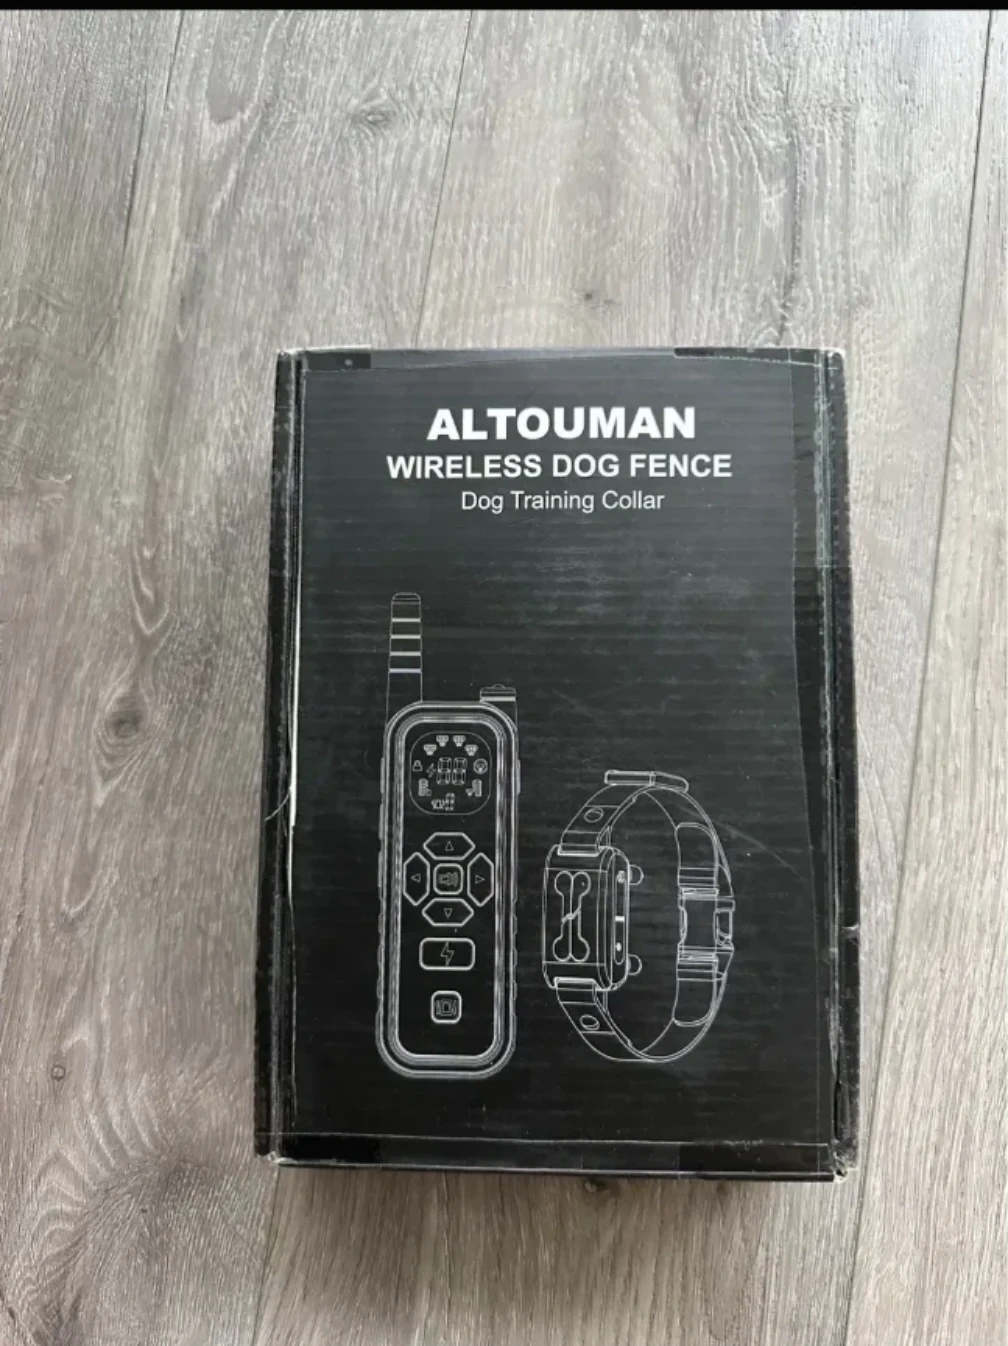 ALTOUMAN
WIRELESS DOG FENCE
Dog Training Collar